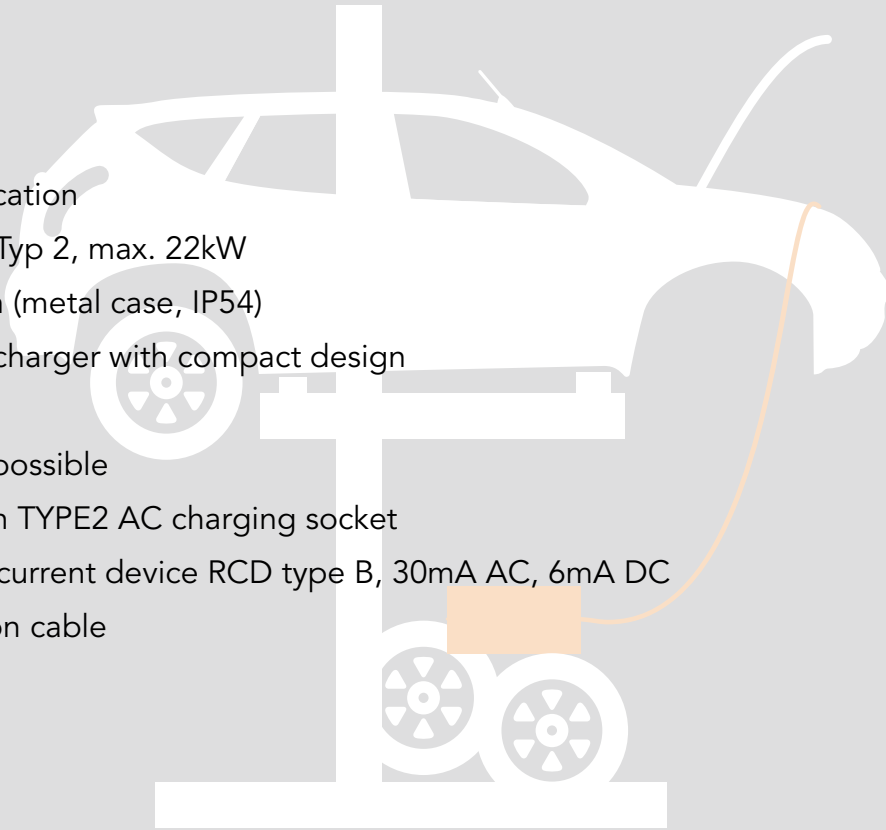 cation
Typ 2, max. 22kW
(metal case, IP54)
charger with compact design
possible
TYPE2 AC charging socket
current device RCD type B, 30mA AC, 6mA DC
on cable